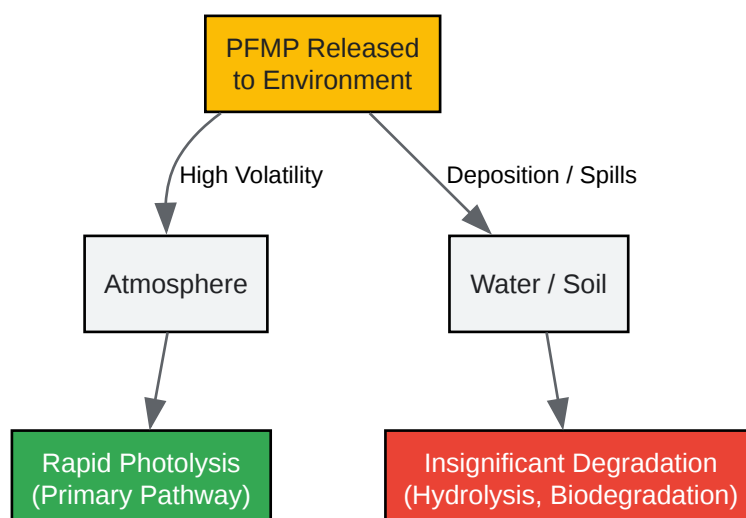 PFMP Released
to Environment
High Volatility
Deposition / Spills
Atmosphere
Water / Soil
Rapid Photolysis
(Primary Pathway)
Insignificant Degradation
(Hydrolysis, Biodegradation)